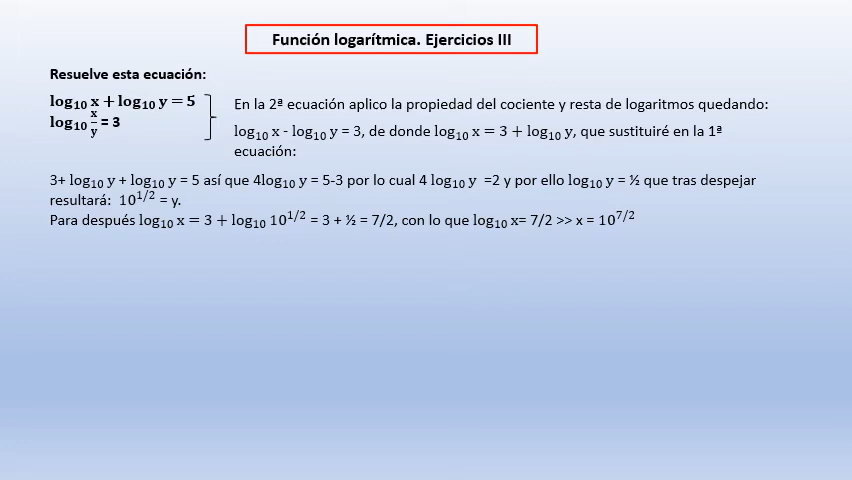 Función logarítmica. Ejercicios III
Resuelve esta ecuación:
log₁₀ x + log₁₀ y = 5
log₁₀ x/y = 3
En la 2ª ecuación aplico la propiedad del cociente y resta de logaritmos quedando:
log₁₀ x - log₁₀ y = 3, de donde log₁₀ x = 3 + log₁₀ y, que sustituiré en la 1ª
ecuación:
3+ log₁₀ y + log₁₀ y = 5 así que 4log₁₀ y = 5-3 por lo cual 4 log₁₀ y =2 y por ello log₁₀ y = ½ que tras despejar
resultará: 10^1/2 = y.
Para después log₁₀ x = 3 + log₁₀ 10^1/2 = 3 + ½ = 7/2, con lo que log₁₀ x= 7/2 >> x = 10^7/2